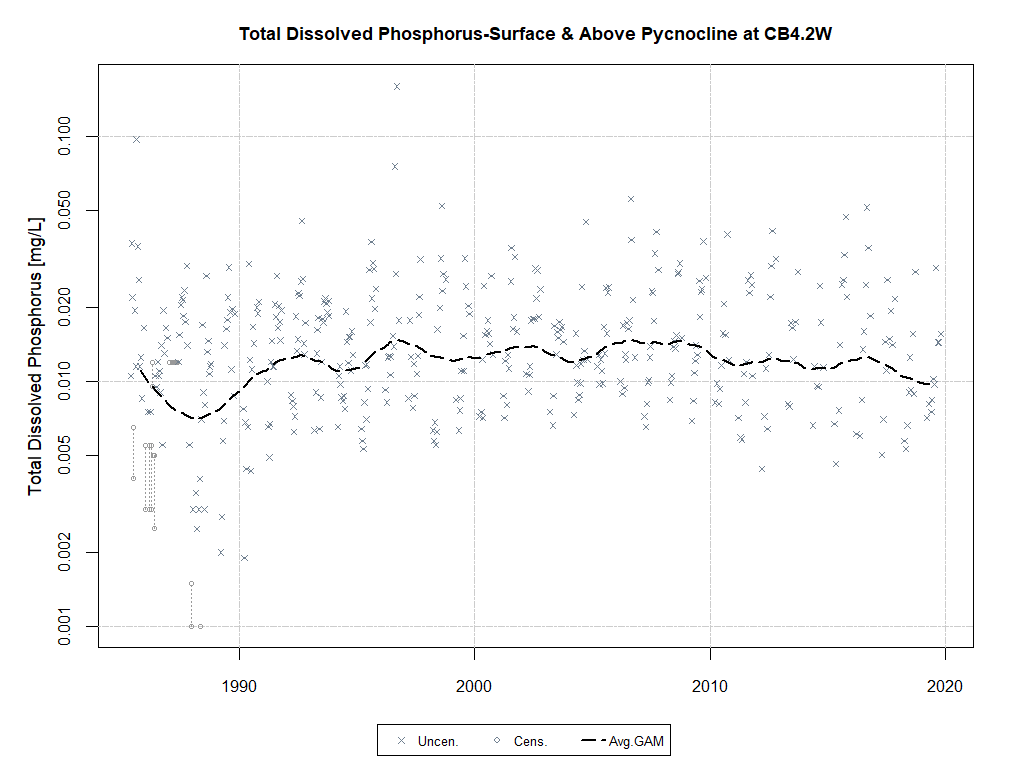 Total Dissolved Phosphorus-Surface & Above Pycnocline at CB4.2W
Total Dissolved Phosphorus [mg/L]
0.100
0.050
0.020
0.010
0.005
0.002
0.001
1990 2000 2010 2020
Uncen. Cens. Avg.GAM